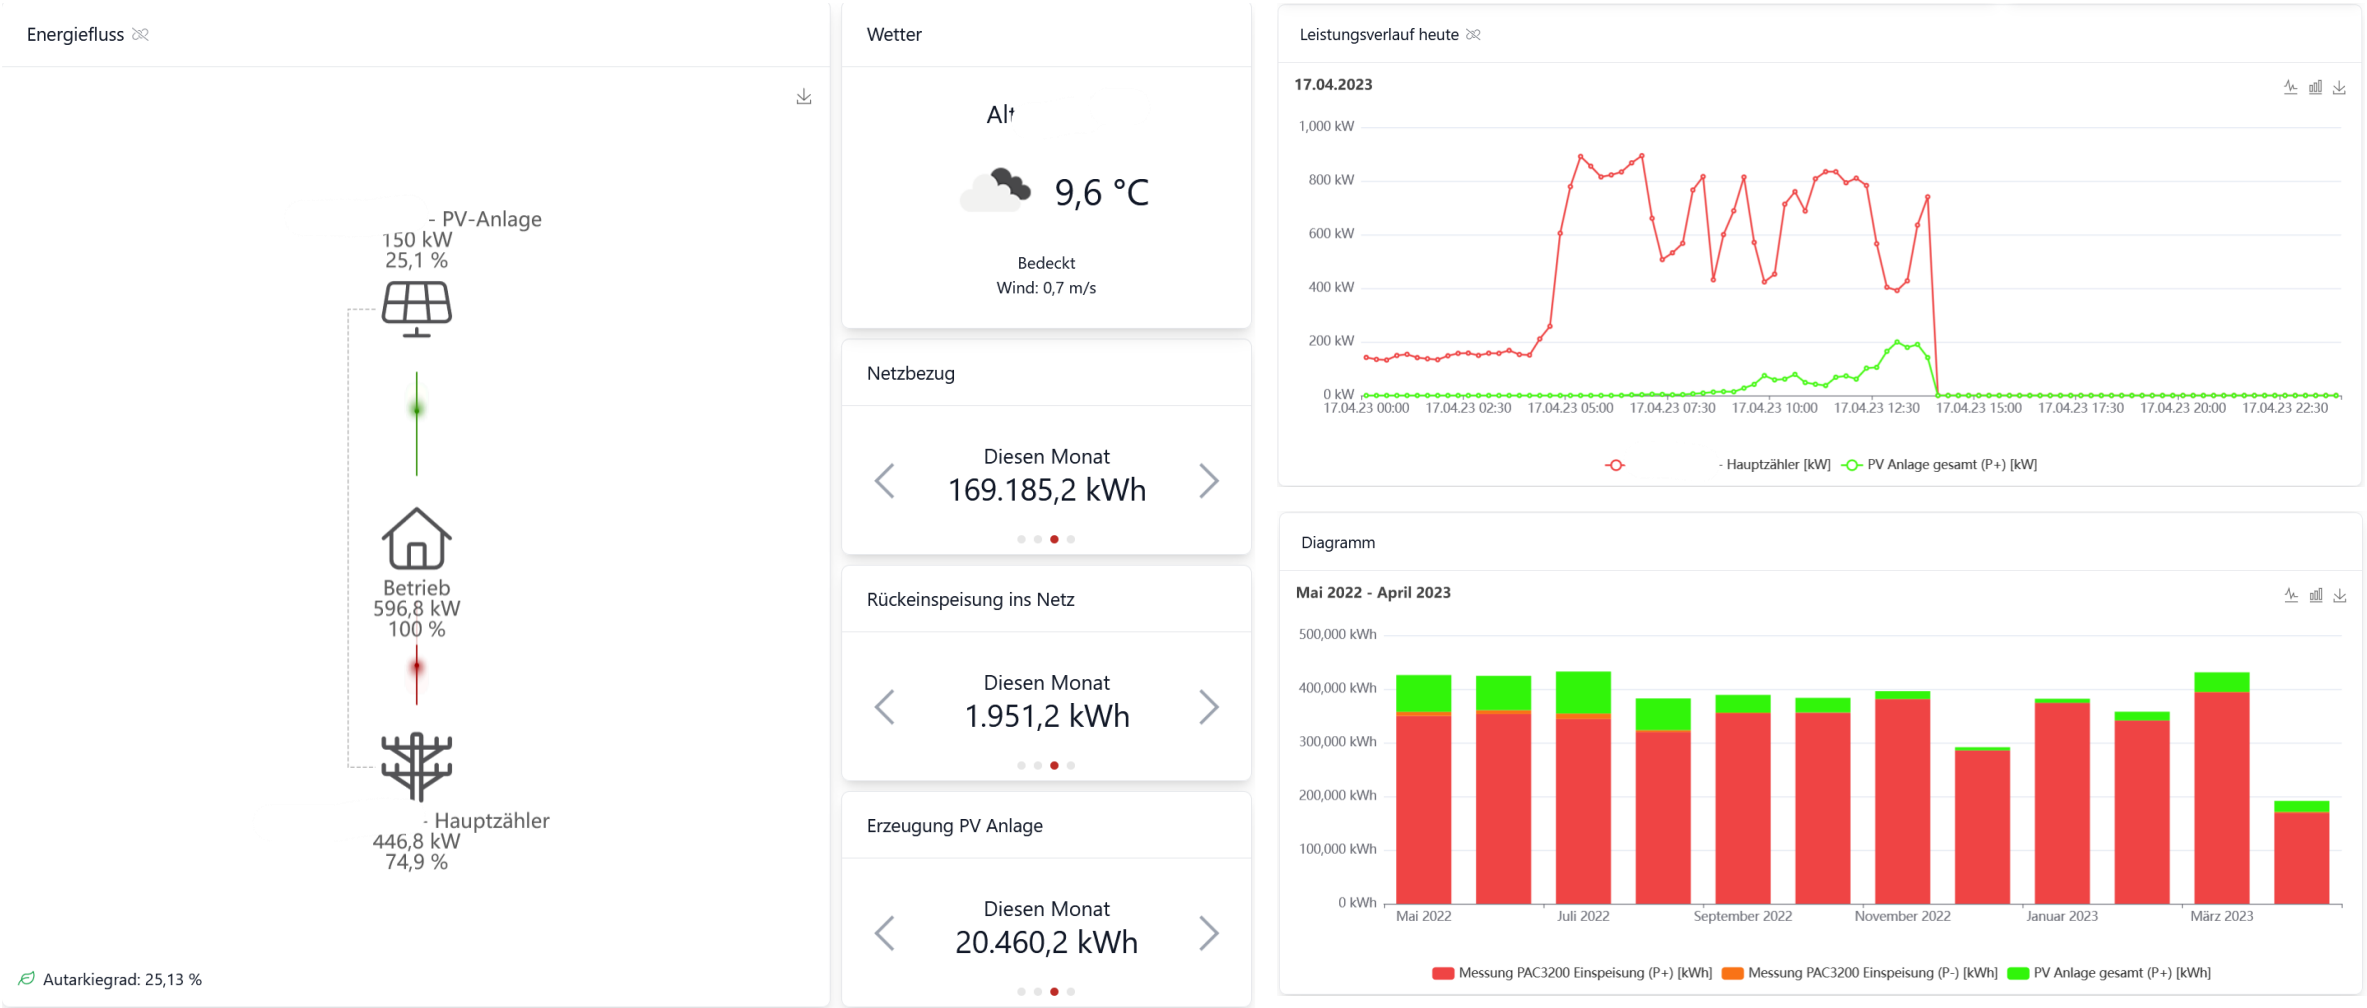 Energiefluss
- PV-Anlage
150 kW
25,1 %
Betrieb
596,8 kW
100 %
- Hauptzähler
446,8 kW
74,9 %
Autarkiegrad: 25,13 %
Wetter
9,6 °C
Bedeckt
Wind: 0,7 m/s
Netzbezug
Diesen Monat
169.185,2 kWh
Rückeinspeisung ins Netz
Diesen Monat
1.951,2 kWh
Erzeugung PV Anlage
Diesen Monat
20.460,2 kWh
Leistungsverlauf heute
17.04.2023
1,000 kW
800 kW
600 kW
400 kW
200 kW
0 kW
17.04.23 00:00 17.04.23 02:30 17.04.23 05:00 17.04.23 07:30 17.04.23 10:00 17.04.23 12:30 17.04.23 15:00 17.04.23 17:30 17.04.23 20:00 17.04.23 22:30
- Hauptzähler [kW] PV Anlage gesamt (P+) [kW]
Diagramm
Mai 2022 - April 2023
500,000 kWh
400,000 kWh
300,000 kWh
200,000 kWh
100,000 kWh
0 kWh
Mai 2022 Juli 2022 September 2022 November 2022 Januar 2023 März 2023
Messung PAC3200 Einspeisung (P+) [kWh] Messung PAC3200 Einspeisung (P-) [kWh] PV Anlage gesamt (P+) [kWh]